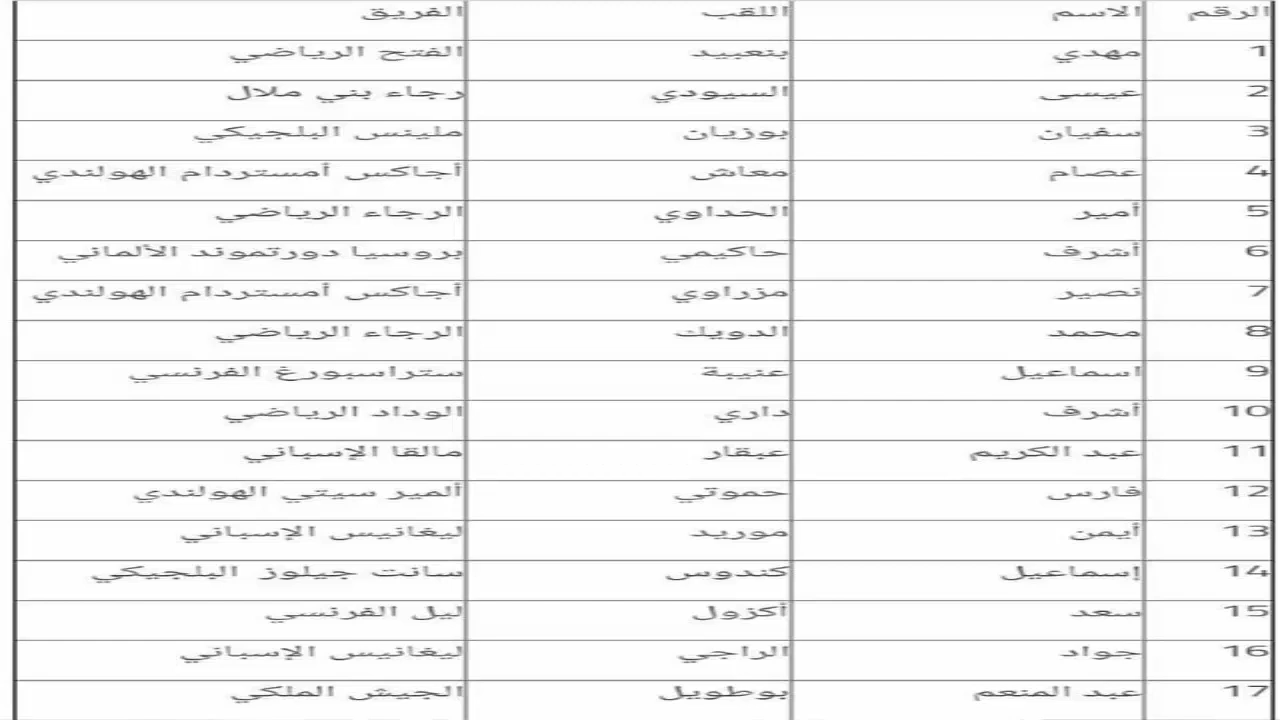 الرقم الاسم اللقب الفريق
1 مهدي بنعبيد الفتح الرياضي
2 عيسى السيودي رجاء بني ملال
3 سفيان بوزيان ملينس البلجيكي
4 عصام معاش أجاكس أمستردام الهولندي
5 أمير الحداوي الرجاء الرياضي
6 أشرف حاكيمي بروسيا دورتموند الألماني
7 نصير مزراوي أجاكس أمستردام الهولندي
8 محمد الدويك الرجاء الرياضي
9 اسماعيل عنيبة ستراسبورغ الفرنسي
10 أشرف داري الوداد الرياضي
11 عبد الكريم عبقار مالقا الإسباني
12 فارس حموتي ألمير سيتي الهولندي
13 أيمن موريد ليغانيس الإسباني
14 إسماعيل كندوس سانت جيلوز البلجيكي
15 سعد أكزول ليل الفرنسي
16 جواد الراجي ليغانيس الإسباني
17 عبد المنعم بوطويل الجيش الملكي